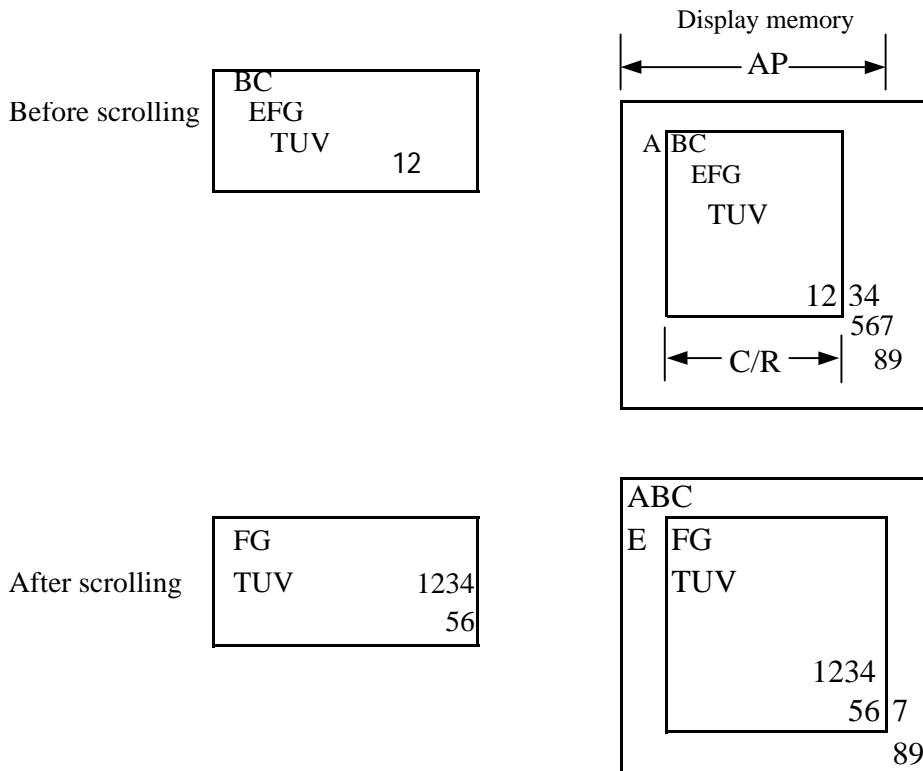 Display memory
AP
Before scrolling
BC
EFG
TUV
12
A BC
EFG
TUV
12 34
567
C/R
89
After scrolling
FG
TUV 1234
56
ABC
E FG
TUV
1234
56 7
89